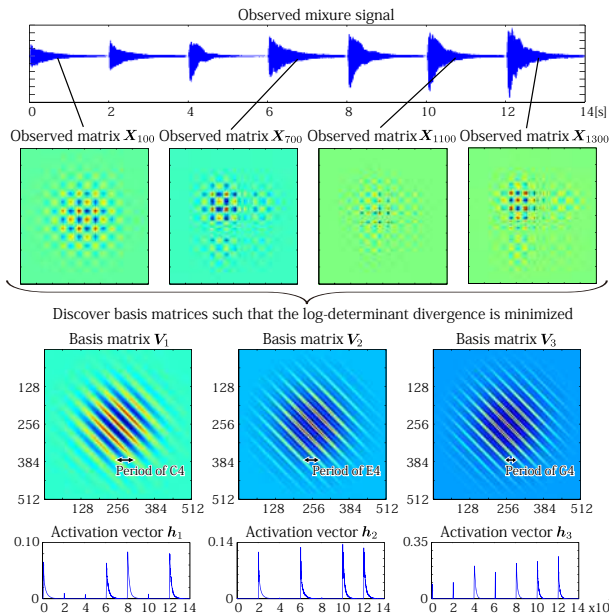 Observed mixure signal
0 2 4 6 8 10 12 14[s]
Observed matrix X100 Observed matrix X700 Observed matrix X1100 Observed matrix X1300
Discover basis matrices such that the log-determinant divergence is minimized
Basis matrix V1 Basis matrix V2 Basis matrix V3
128
256
384
512
Period of C4 Period of E4 Period of G4
128 256 384 512 128 256 384 512 128 256 384 512
Activation vector h1 Activation vector h2 Activation vector h3
0.10 0.14 0.35
0 0 0
0 2 4 6 8 10 12 14 0 2 4 6 8 10 12 14 0 2 4 6 8 10 12 14 x10